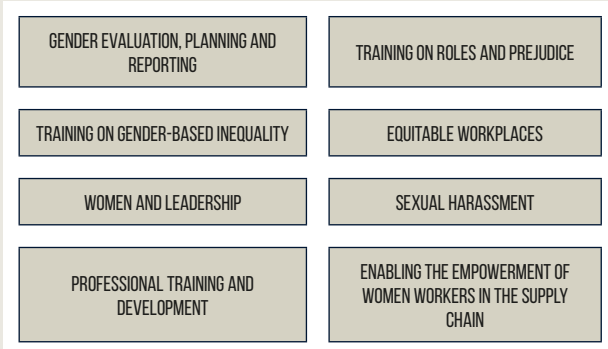 GENDER EVALUATION, PLANNING AND
REPORTING
TRAINING ON ROLES AND PREJUDICE
TRAINING ON GENDER-BASED INEQUALITY
EQUITABLE WORKPLACES
WOMEN AND LEADERSHIP
SEXUAL HARASSMENT
PROFESSIONAL TRAINING AND
DEVELOPMENT
ENABLING THE EMPOWERMENT OF
WOMEN WORKERS IN THE SUPPLY
CHAIN